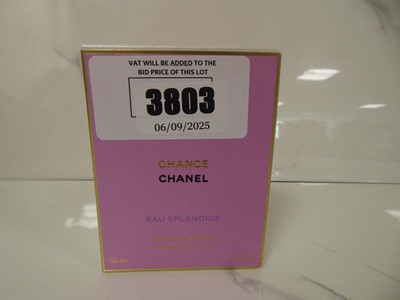 VAT WILL BE ADDED TO THE
BID PRICE OF THIS LOT
3803
06/09/2025
CHANCE
CHANEL
EAU SPLENDIDE